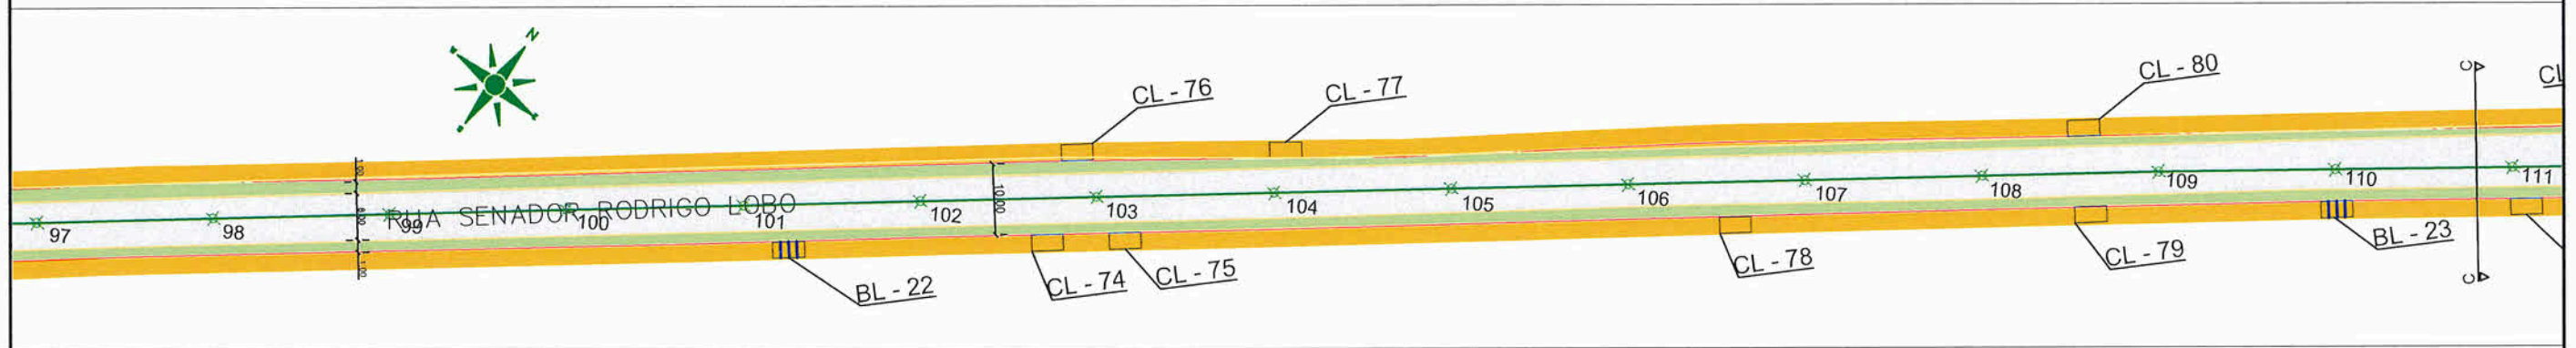 N
CL - 76
CL - 77
CL - 80
C
CL
RUA SENADOR RODRIGO LOBO
97
98
99
100
101
102
1000
103
104
105
106
107
108
109
110
111
BL - 22
CL - 74
CL - 75
CL - 78
CL - 79
BL - 23
C